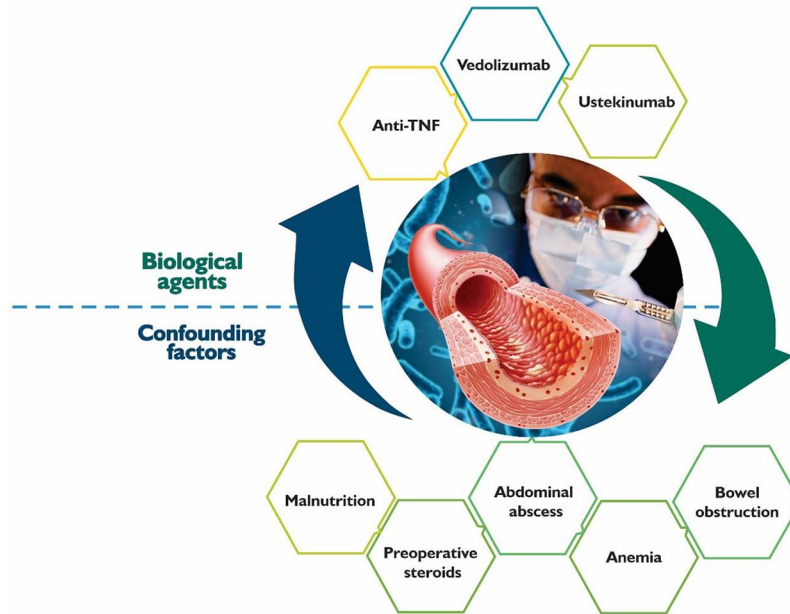 Vedolizumab
Anti-TNF
Ustekinumab
Biological
agents
Confounding
factors
Malnutrition
Preoperative
steroids
Abdominal
abscess
Anemia
Bowel
obstruction